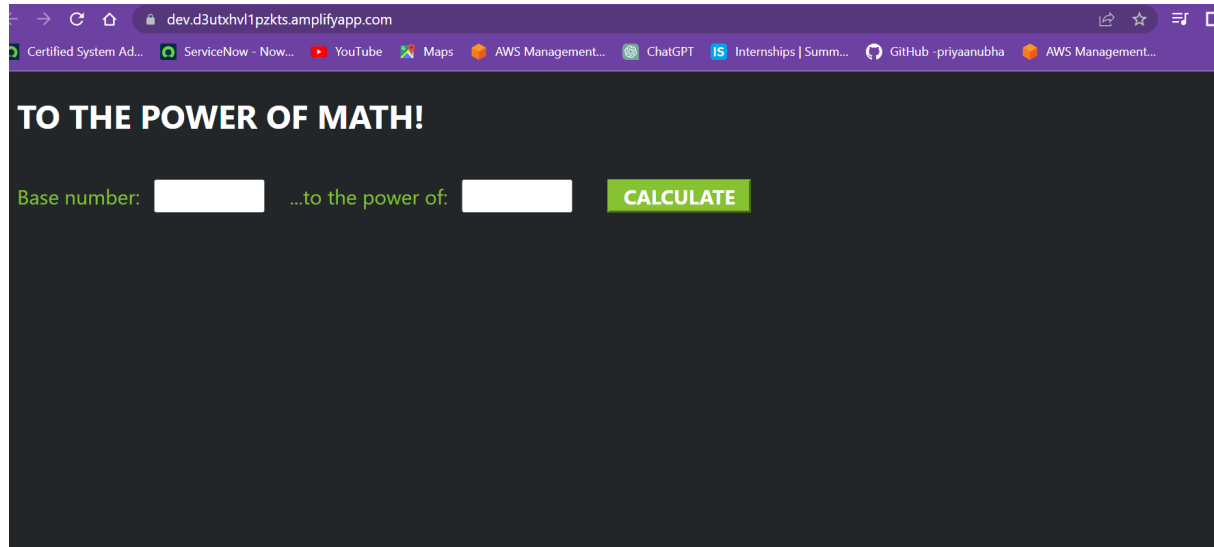 dev.d3utxhvl1pzkts.amplifyapp.com
Certified System Ad... ServiceNow - Now... YouTube Maps AWS Management... ChatGPT IS Internships | Summ... GitHub -priyaanubha AWS Management...
TO THE POWER OF MATH!
Base number: ...to the power of: CALCULATE